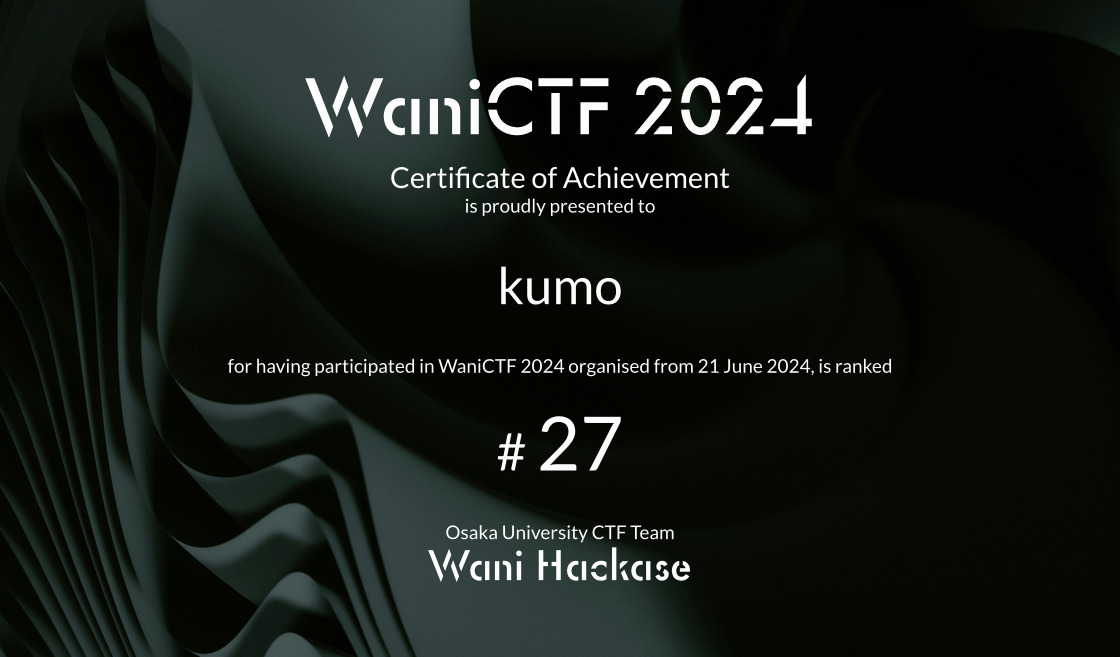 WaniCTF 2024
Certificate of Achievement
is proudly presented to
kumo
for having participated in WaniCTF 2024 organised from 21 June 2024, is ranked
# 27
Osaka University CTF Team
Wani Hackase